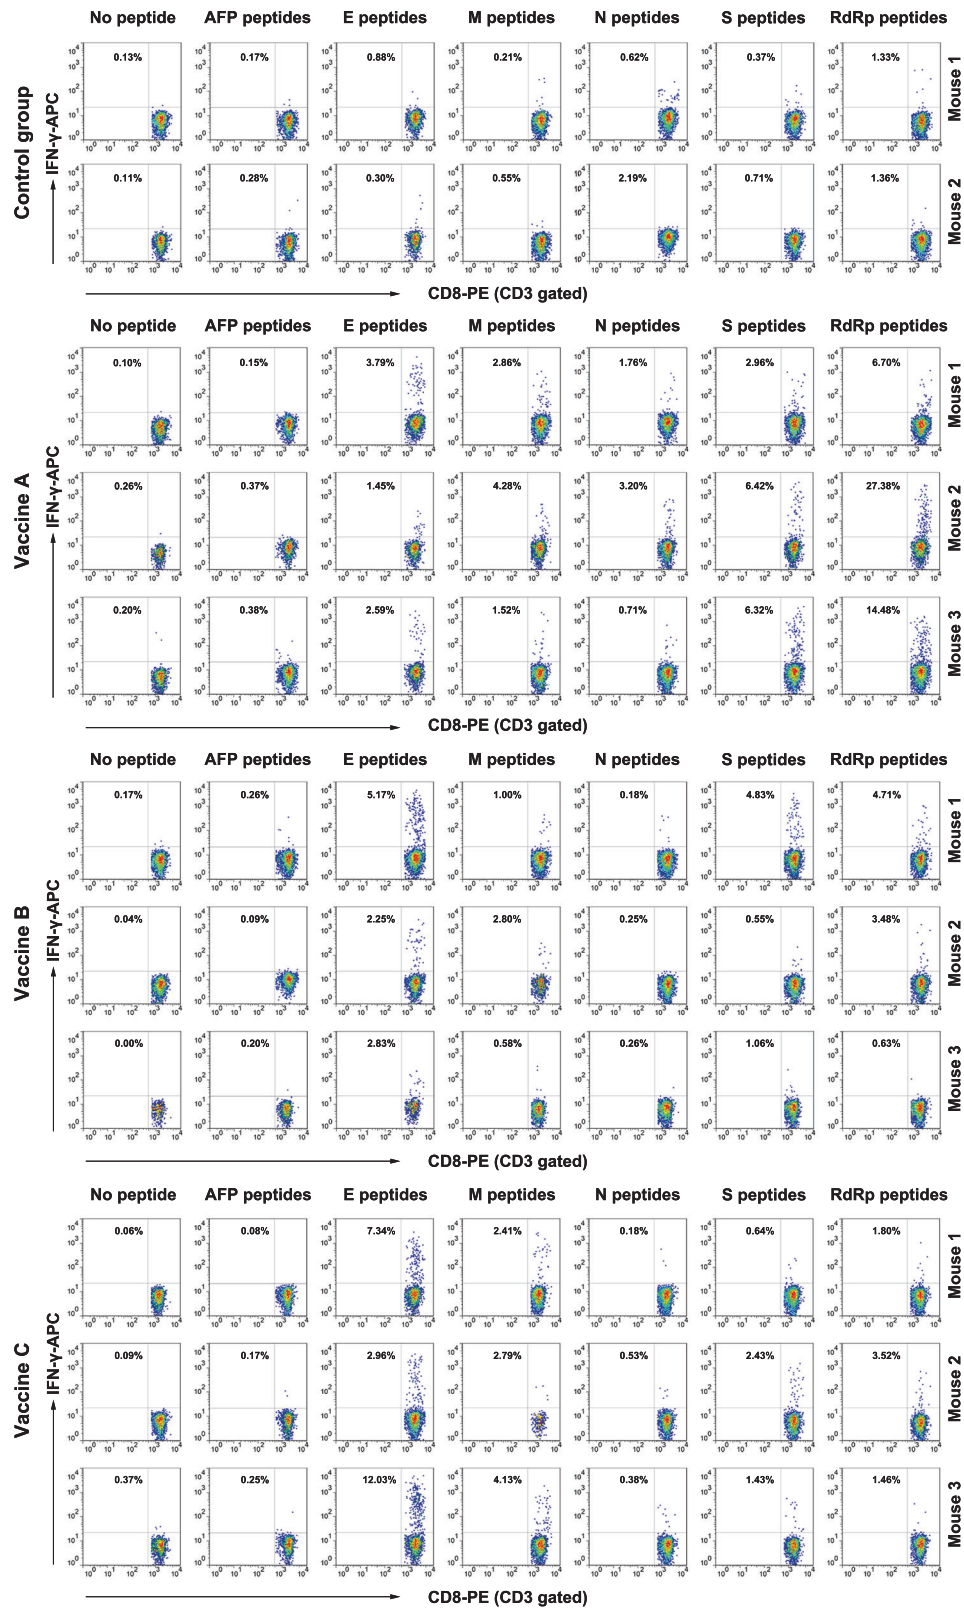 No peptide AFP peptides E peptides M peptides N peptides S peptides RdRp peptides
Control group
IFN-γ-APC
0.13% 0.17% 0.88% 0.21% 0.62% 0.37% 1.33%
Mouse 1
0.11% 0.28% 0.30% 0.55% 2.19% 0.71% 1.36%
Mouse 2
CD8-PE (CD3 gated)
No peptide AFP peptides E peptides M peptides N peptides S peptides RdRp peptides
Vaccine A
IFN-γ-APC
0.10% 0.15% 3.79% 2.86% 1.76% 2.96% 6.70%
Mouse 1
0.26% 0.37% 1.45% 4.28% 3.20% 6.42% 27.38%
Mouse 2
0.20% 0.38% 2.59% 1.52% 0.71% 6.32% 14.48%
Mouse 3
CD8-PE (CD3 gated)
No peptide AFP peptides E peptides M peptides N peptides S peptides RdRp peptides
Vaccine B
IFN-γ-APC
0.17% 0.26% 5.17% 1.00% 0.18% 4.83% 4.71%
Mouse 1
0.04% 0.09% 2.25% 2.80% 0.25% 0.55% 3.48%
Mouse 2
0.00% 0.20% 2.83% 0.58% 0.26% 1.06% 0.63%
Mouse 3
CD8-PE (CD3 gated)
No peptide AFP peptides E peptides M peptides N peptides S peptides RdRp peptides
Vaccine C
IFN-γ-APC
0.06% 0.08% 7.34% 2.41% 0.18% 0.64% 1.80%
Mouse 1
0.09% 0.17% 2.96% 2.79% 0.53% 2.43% 3.52%
Mouse 2
0.37% 0.25% 12.03% 4.13% 0.38% 1.43% 1.46%
Mouse 3
CD8-PE (CD3 gated)